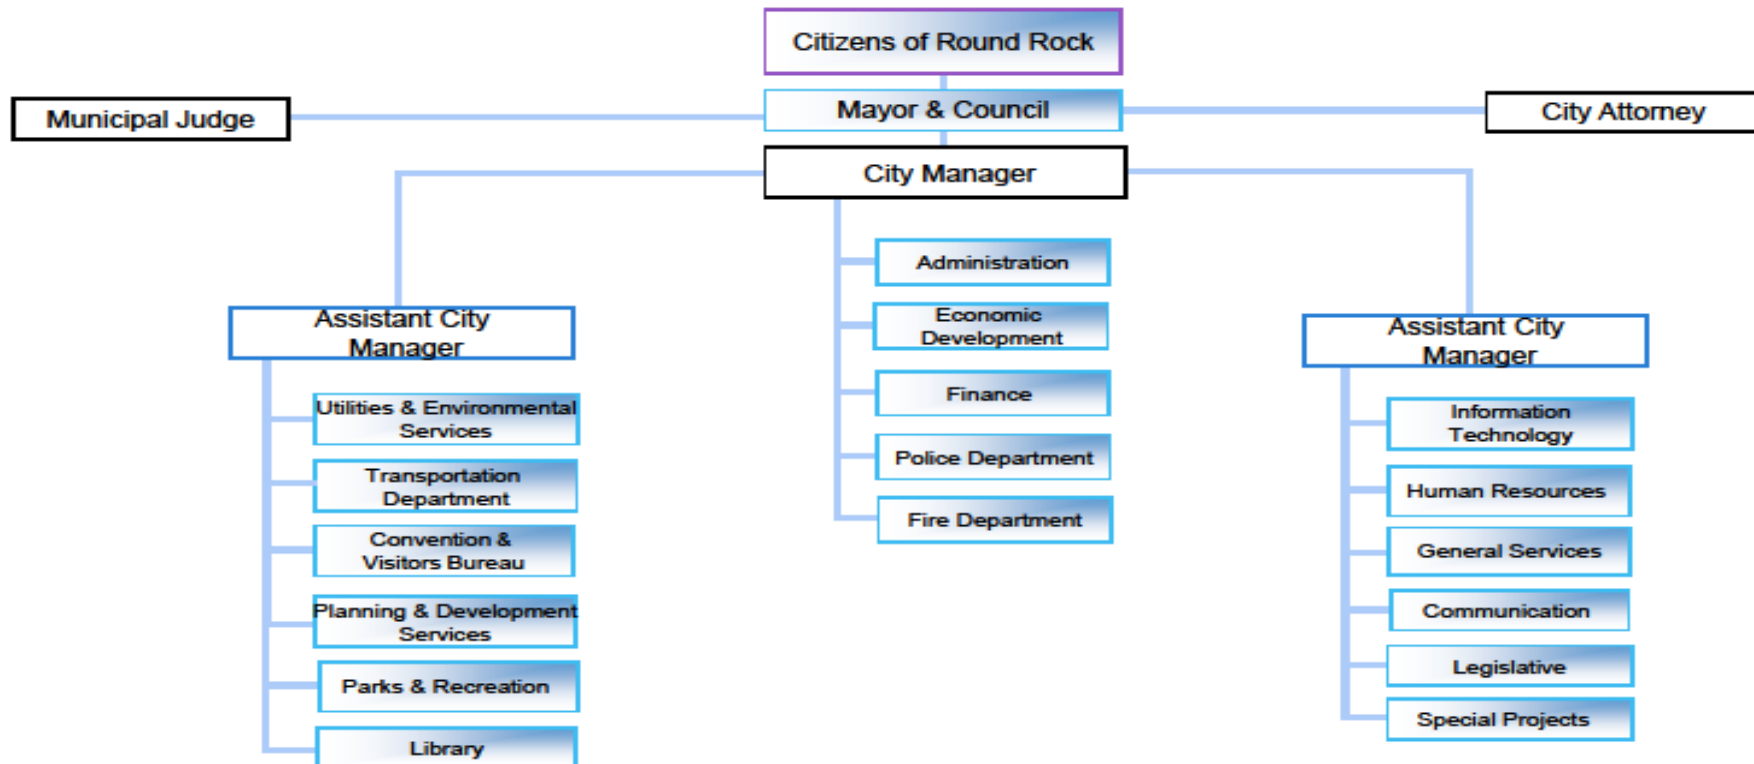 Citizens of Round Rock
Municipal Judge
Mayor & Council
City Attorney
City Manager
Administration
Economic
Development
Finance
Police Department
Fire Department
Assistant City
Manager
Utilities & Environmental
Services
Transportation
Department
Convention &
Visitors Bureau
Planning & Development
Services
Parks & Recreation
Library
Assistant City
Manager
Information
Technology
Human Resources
General Services
Communication
Legislative
Special Projects